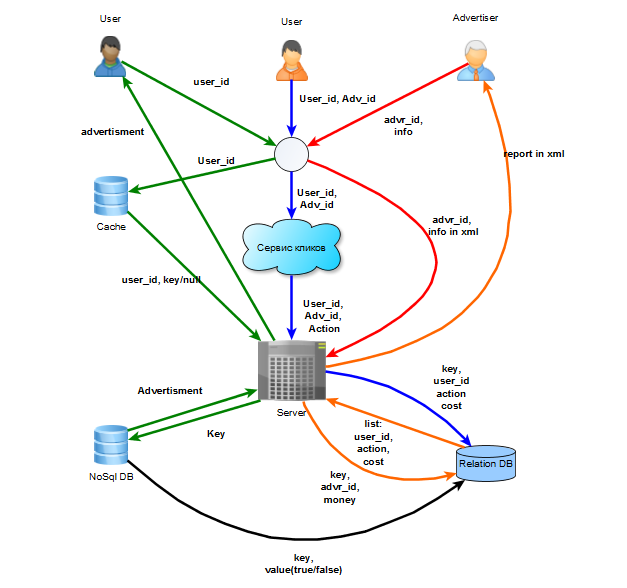 User
User
Advertiser
user_id
User_id, Adv_id
advr_id,
info
advertisment
report in xml
User_id
User_id,
Adv_id
advr_id,
info in xml
Cache
Сервис кликов
user_id, key/null
User_id,
Adv_id,
Action
key,
user_id
action
cost
Advertisment
Server
list:
user_id,
action,
cost
Key
NoSql DB
Relation DB
key,
advr_id,
money
key,
value(true/false)